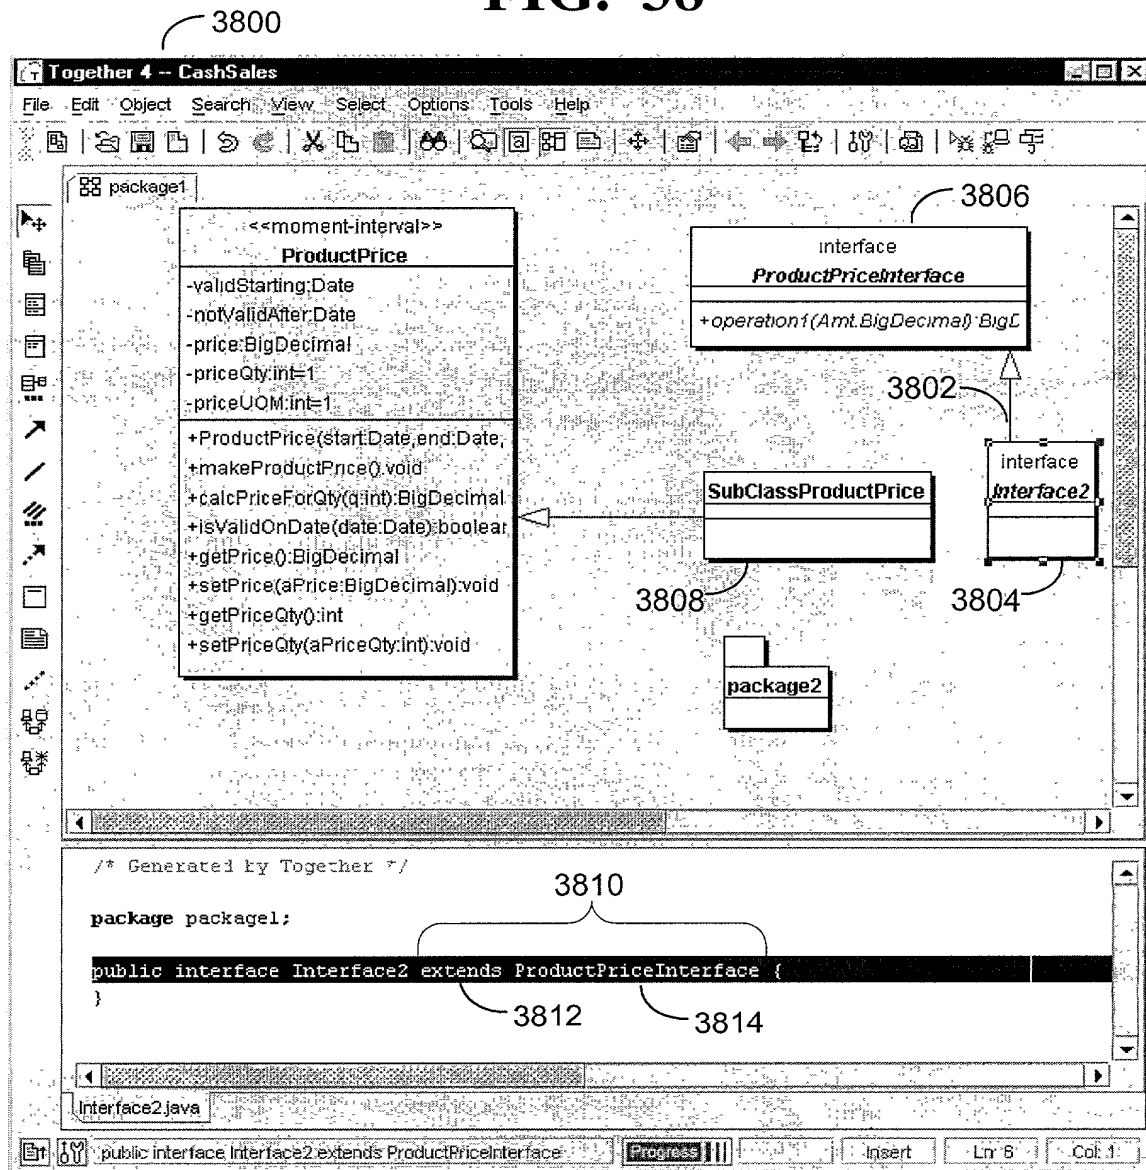 FIG. 38
3800
Together 4 -- CashSales
File Edit Object Search View Select Options Tools Help
package1
<<moment-interval>>
ProductPrice
-validStarting:Date
-notValidAfter:Date
-price:BigDecimal
-priceQty:int=1
-priceUOM:int=1
+ProductPrice(start:Date,end:Date,
+makeProductPrice():void
+calcPriceForQty(q:int):BigDecimal
+isValidOnDate(date:Date):boolear
+getPrice():BigDecimal
+setPrice(aPrice:BigDecimal):void
+getPriceQty():int
+setPriceQty(aPriceQty:int):void
3806
interface
ProductPriceInterface
+operation1(Amt:BigDecimal):BigD
3802
interface
Interface2
SubClassProductPrice
3808
3804
package2
/* Generated by Together */
3810
package package1;
public interface Interface2 extends ProductPriceInterface {
}
3812
3814
Interface2.java
public interface Interface2 extends ProductPriceInterface
Progress
Insert
Ln: 6
Col: 1